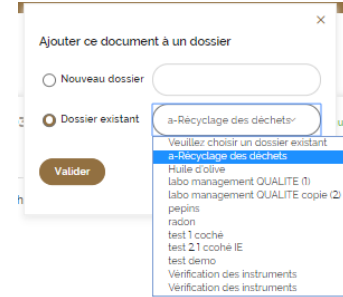 ×
Ajouter ce document à un dossier
Nouveau dossier
Dossier existant
a-Récyclage des déchets
Veuillez choisir un dossier existant
a-Récyclage des déchets
Huile d'olive
labo management QUALITE (1)
labo management QUALITE copie (2)
pepins
radon
test 1 coché
test 2.1 ccohé IE
test demo
Vérification des instruments
Vérification des instruments
Valider